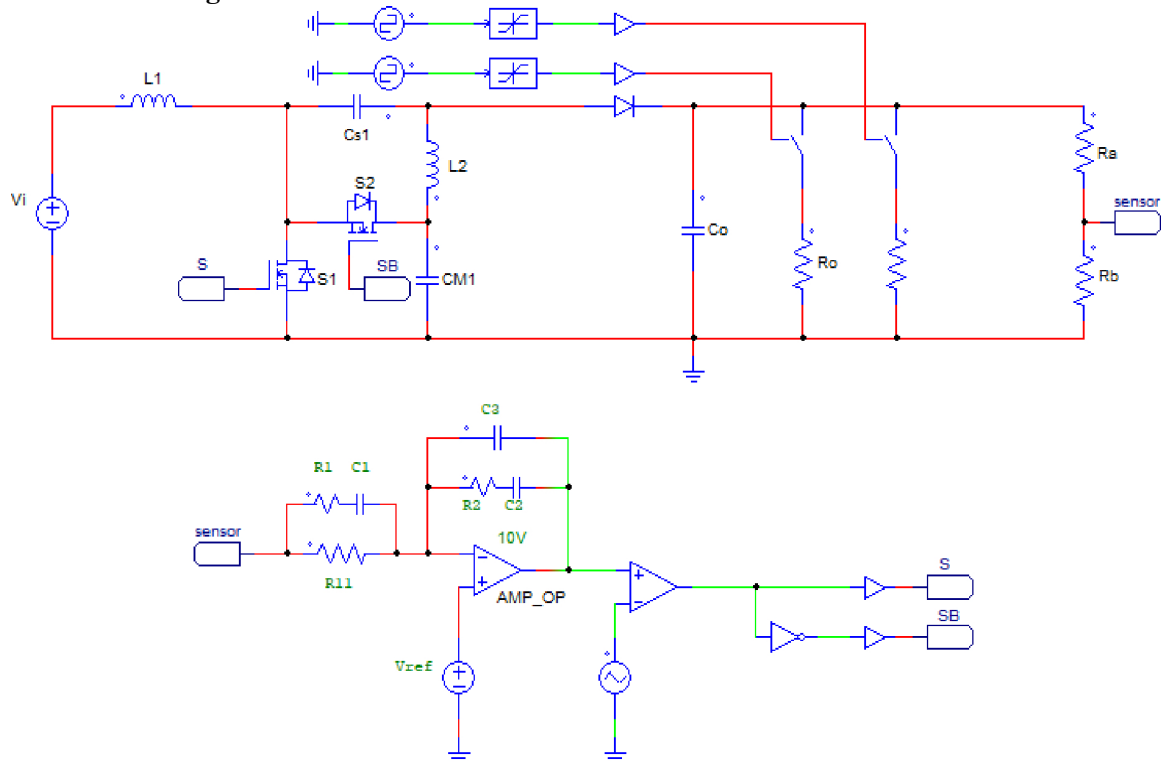 L1
Cs1
L2
S2
Vi
Ra
sensor
Co
Ro
Rb
S
S1
SB
CM1
C3
R1 C1
R2 C2
sensor
10V
R11
AMP_OP
S
SB
Vref